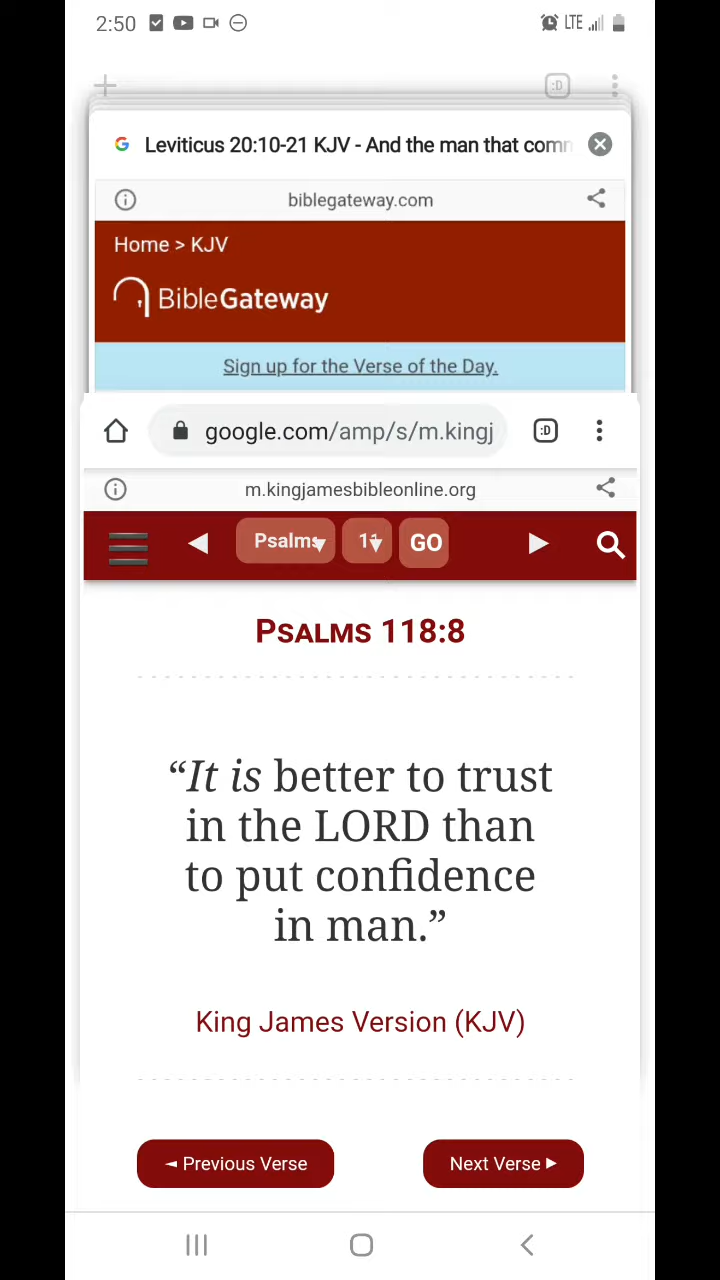 2:50
LTE
:D
Leviticus 20:10-21 KJV - And the man that
biblegateway.com
Home > KJV
BibleGateway
Sign up for the Verse of the Day.
google.com/amp/s/m.kingj
:D
m.kingjamesbibleonline.org
Psalms
GO
PSALMS 118:8
“It is better to trust
in the LORD than
to put confidence
in man.”
King James Version (KJV)
Previous Verse
Next Verse